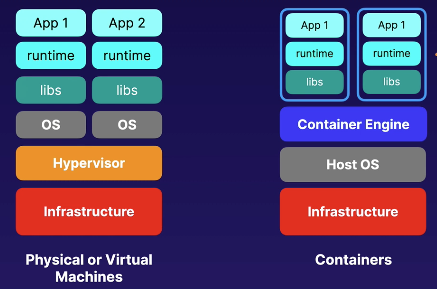 App 1 App 2
runtime runtime
libs libs
OS OS
Hypervisor
Infrastructure
Physical or Virtual
Machines
App 1 App 1
runtime runtime
libs libs
Container Engine
Host OS
Infrastructure
Containers